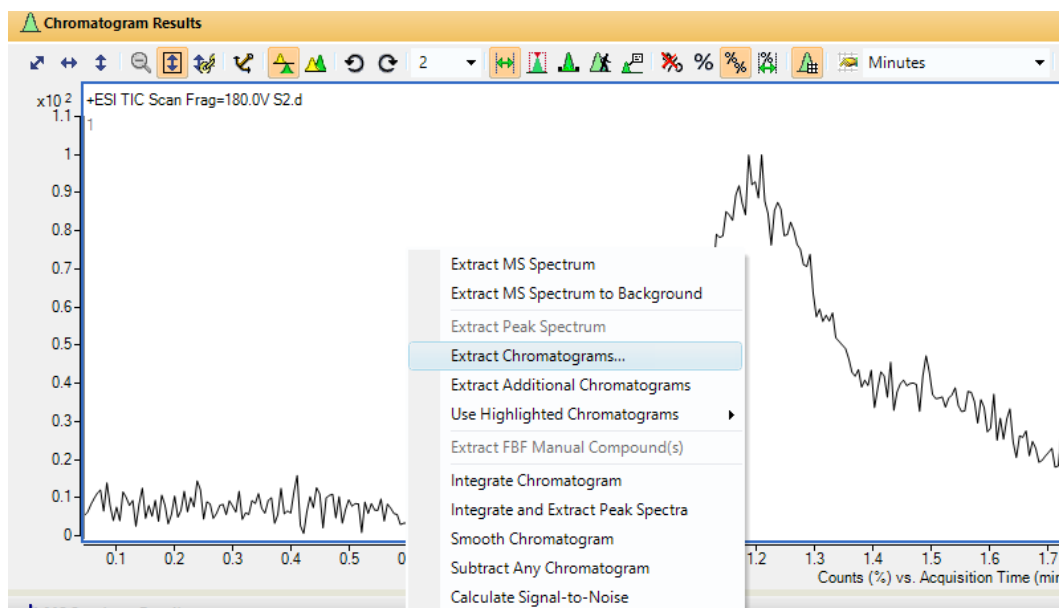 Chromatogram Results
2 % Minutes
x10 2 +ESI TIC Scan Frag=180.0V S2.d
1.1
1
1
0.9
0.8
0.7
0.6
0.5
0.4
0.3
0.2
0.1
0
Extract MS Spectrum
Extract MS Spectrum to Background
Extract Peak Spectrum
Extract Chromatograms...
Extract Additional Chromatograms
Use Highlighted Chromatograms
Extract FBF Manual Compound(s)
Integrate Chromatogram
Integrate and Extract Peak Spectra
Smooth Chromatogram
Subtract Any Chromatogram
Calculate Signal-to-Noise
0.1 0.2 0.3 0.4 0.5 1.2 1.3 1.4 1.5 1.6 1.7
Counts (%) vs. Acquisition Time (min